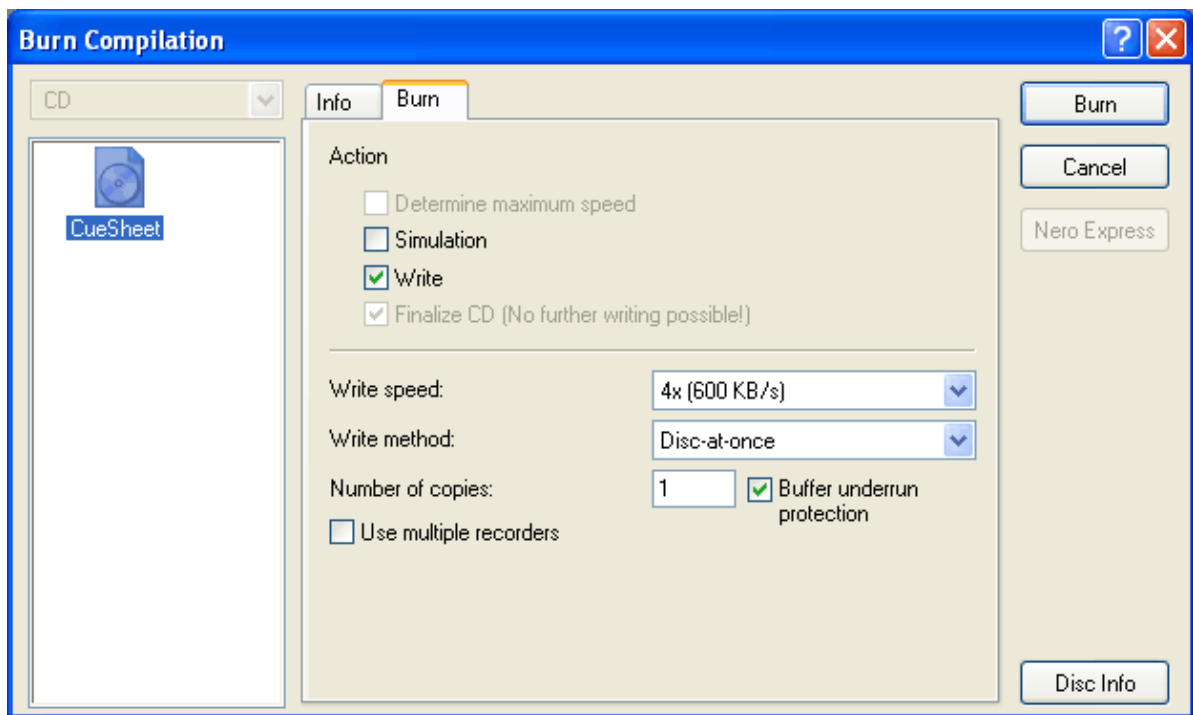 Burn Compilation
CD
Info
Burn
Burn
Action
Cancel
Determine maximum speed
CueSheet
Simulation
Nero Express
Write
Finalize CD (No further writing possible!)
Write speed:
4x (600 KB/s)
Write method:
Disc-at-once
Number of copies:
1
Buffer underrun
protection
Use multiple recorders
Disc Info